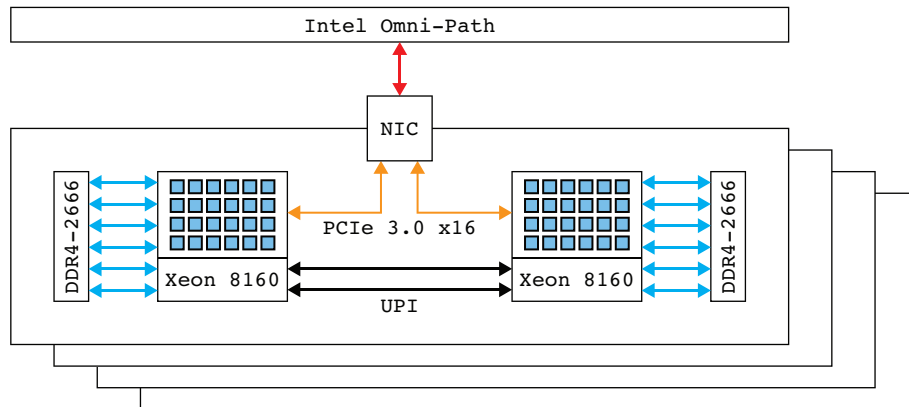 Intel Omni-Path
NIC
DDR4-2666
PCIe 3.0 x16
DDR4-2666
Xeon 8160
Xeon 8160
UPI